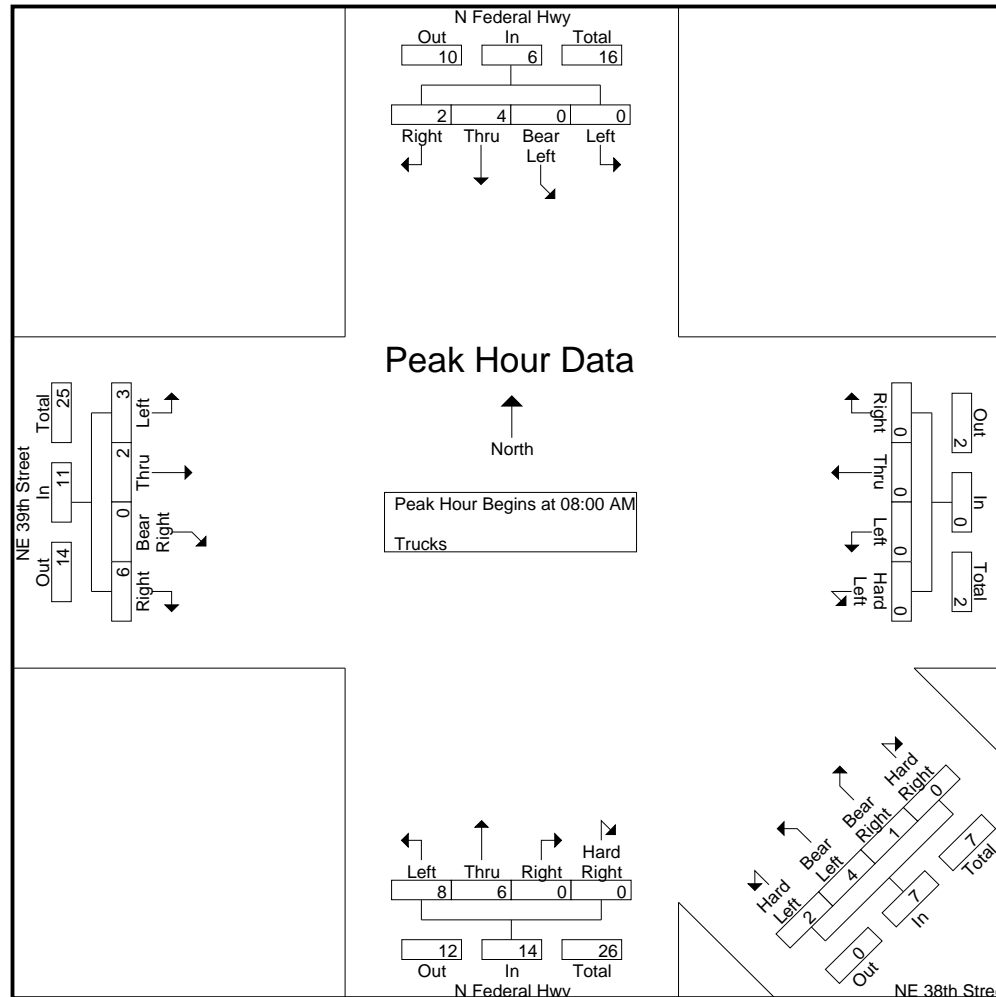 N Federal Hwy
Out In Total
10 6 16
2 4 0 0
Right Thru Bear Left Left
Peak Hour Data
North
Peak Hour Begins at 08:00 AM
Trucks
NE 39th Street
Total In Out
25 11 14
3 2 0 6
Left Thru Bear Right Right
Right Thru Left Hard Left
0 0 0 0
Out In Total
2 0 2
Hard Right Bear Right Bear Left Hard Left
0 1 4 2
7 7 0
Total In Out
NE 38th Stree
Left Thru Right Hard Right
8 6 0 0
12 14 26
Out In Total
N Federal Hwy